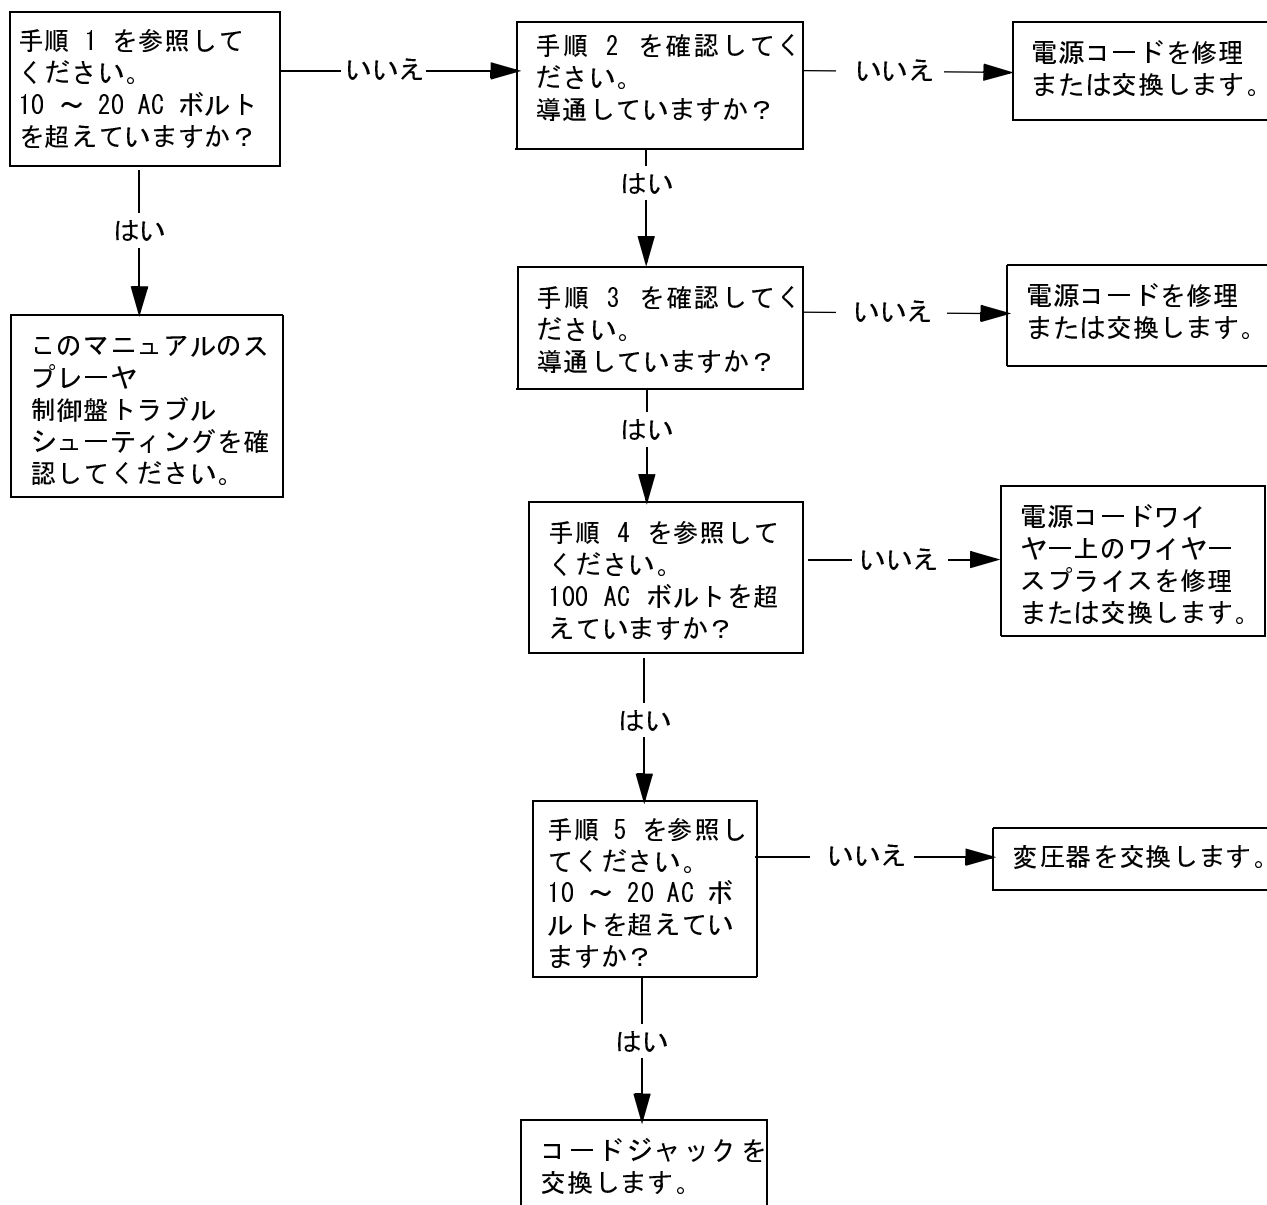 手順 1 を参照して
ください。
10 ～ 20 AC ボルト
を超えていますか？
いいえ
手順 2 を確認してく
ださい。
導通していますか？
いいえ
電源コードを修理
または交換します。
はい
はい
このマニュアルのス
プレーヤ
制御盤トラブル
シューティングを確
認してください。
手順 3 を確認してく
ださい。
導通していますか？
いいえ
電源コードを修理
または交換します。
はい
手順 4 を参照して
ください。
100 AC ボルトを超
えていますか？
いいえ
電源コードワイ
ヤー上のワイヤー
スプライスを修理
または交換します。
はい
手順 5 を参照し
てください。
10 ～ 20 AC ボ
ルトを超えてい
ますか？
いいえ
変圧器を交換します。
はい
コードジャックを
交換します。